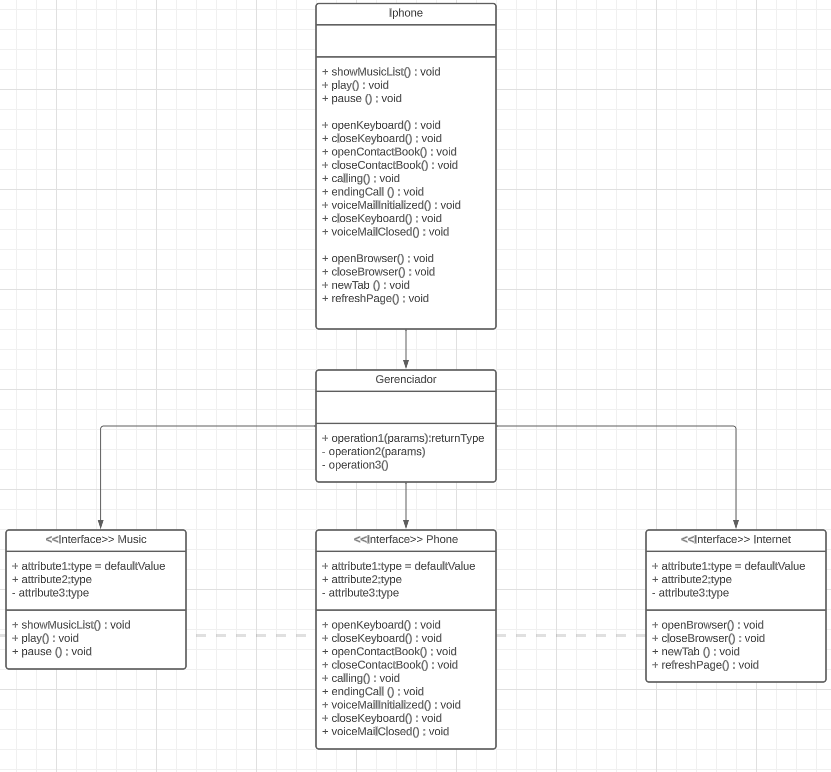 Iphone
+ showMusicList() : void
+ play() : void
+ pause () : void
+ openKeyboard() : void
+ closeKeyboard() : void
+ openContactBook() : void
+ closeContactBook() : void
+ calling() : void
+ endingCall () : void
+ voiceMailInitialized() : void
+ closeKeyboard() : void
+ voiceMailClosed() : void
+ openBrowser() : void
+ closeBrowser() : void
+ newTab () : void
+ refreshPage() : void
Gerenciador
+ operation1(params):returnType
- operation2(params)
- operation3()
<<Interface>> Music
+ attribute1:type = defaultValue
+ attribute2:type
- attribute3:type
+ showMusicList() : void
+ play() : void
+ pause () : void
<<Interface>> Phone
+ attribute1:type = defaultValue
+ attribute2:type
- attribute3:type
+ openKeyboard() : void
+ closeKeyboard() : void
+ openContactBook() : void
+ closeContactBook() : void
+ calling() : void
+ endingCall () : void
+ voiceMailInitialized() : void
+ closeKeyboard() : void
+ voiceMailClosed() : void
<<Interface>> Internet
+ attribute1:type = defaultValue
+ attribute2:type
- attribute3:type
+ openBrowser() : void
+ closeBrowser() : void
+ newTab () : void
+ refreshPage() : void